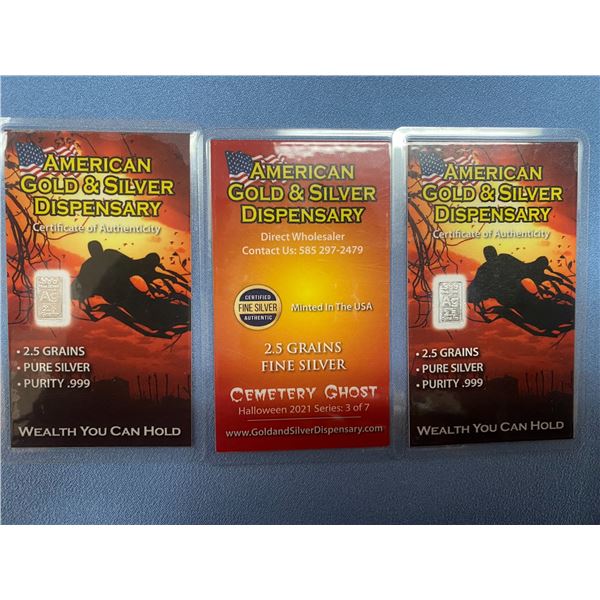 AMERICAN
GOLD & SILVER
DISPENSARY
Certificate of Authenticity
AG
• 2.5 GRAINS
• PURE SILVER
• PURITY .999
WEALTH YOU CAN HOLD
AMERICAN
GOLD & SILVER
DISPENSARY
Direct Wholesaler
Contact Us: 585 297-2479
CERTIFIED
FINE SILVER
AUTHENTIC
Minted In The USA
2.5 GRAINS
FINE SILVER
CEMETERY GHOST
Halloween 2021 Series: 3 of 7
www.GoldandSilverDispensary.com
AMERICAN
GOLD & SILVER
DISPENSARY
Certificate of Authenticity
AG
• 2.5 GRAINS
• PURE SILVER
• PURITY .999
WEALTH YOU CAN HOLD